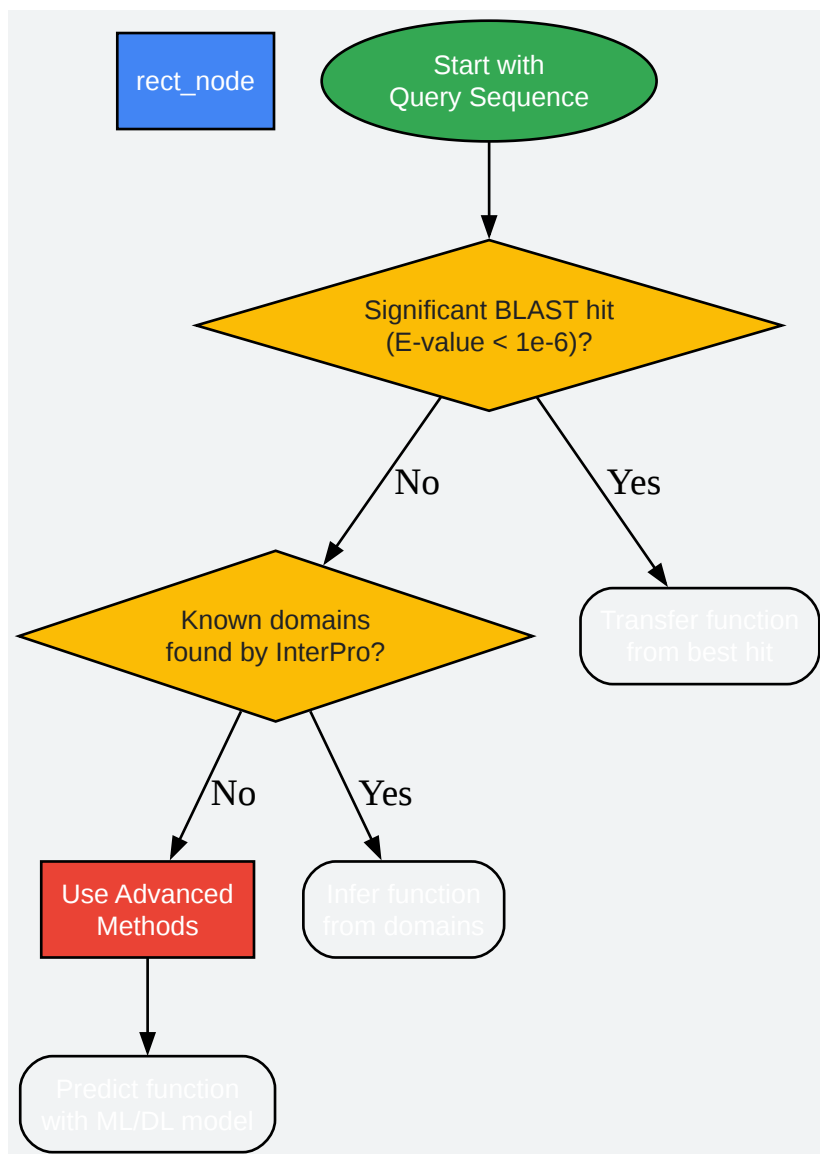 rect_node
Start with
Query Sequence
Significant BLAST hit
(E-value < 1e-6)?
No
Yes
Known domains
found by InterPro?
Transfer function
from best hit
No
Yes
Use Advanced
Methods
Infer function
from domains
Predict function
with ML/DL model